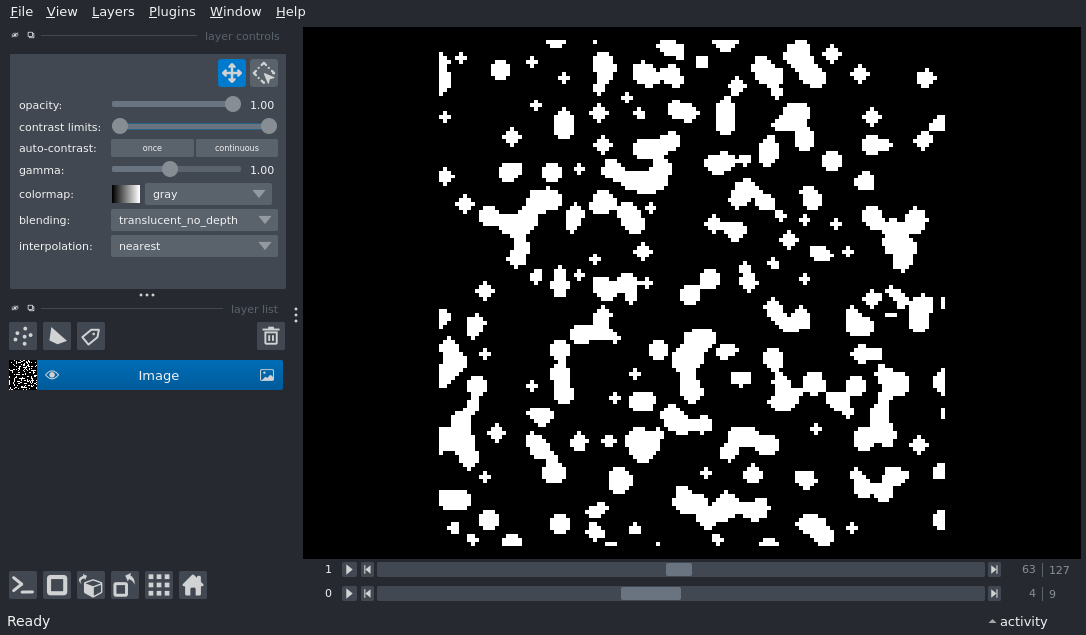 File View Layers Plugins Window Help
layer controls
opacity: 1.00
contrast limits:
auto-contrast: once continuous
gamma: 1.00
colormap: gray
blending: translucent_no_depth
interpolation: nearest
layer list
Image
1 63 127
0 4 9
Ready activity